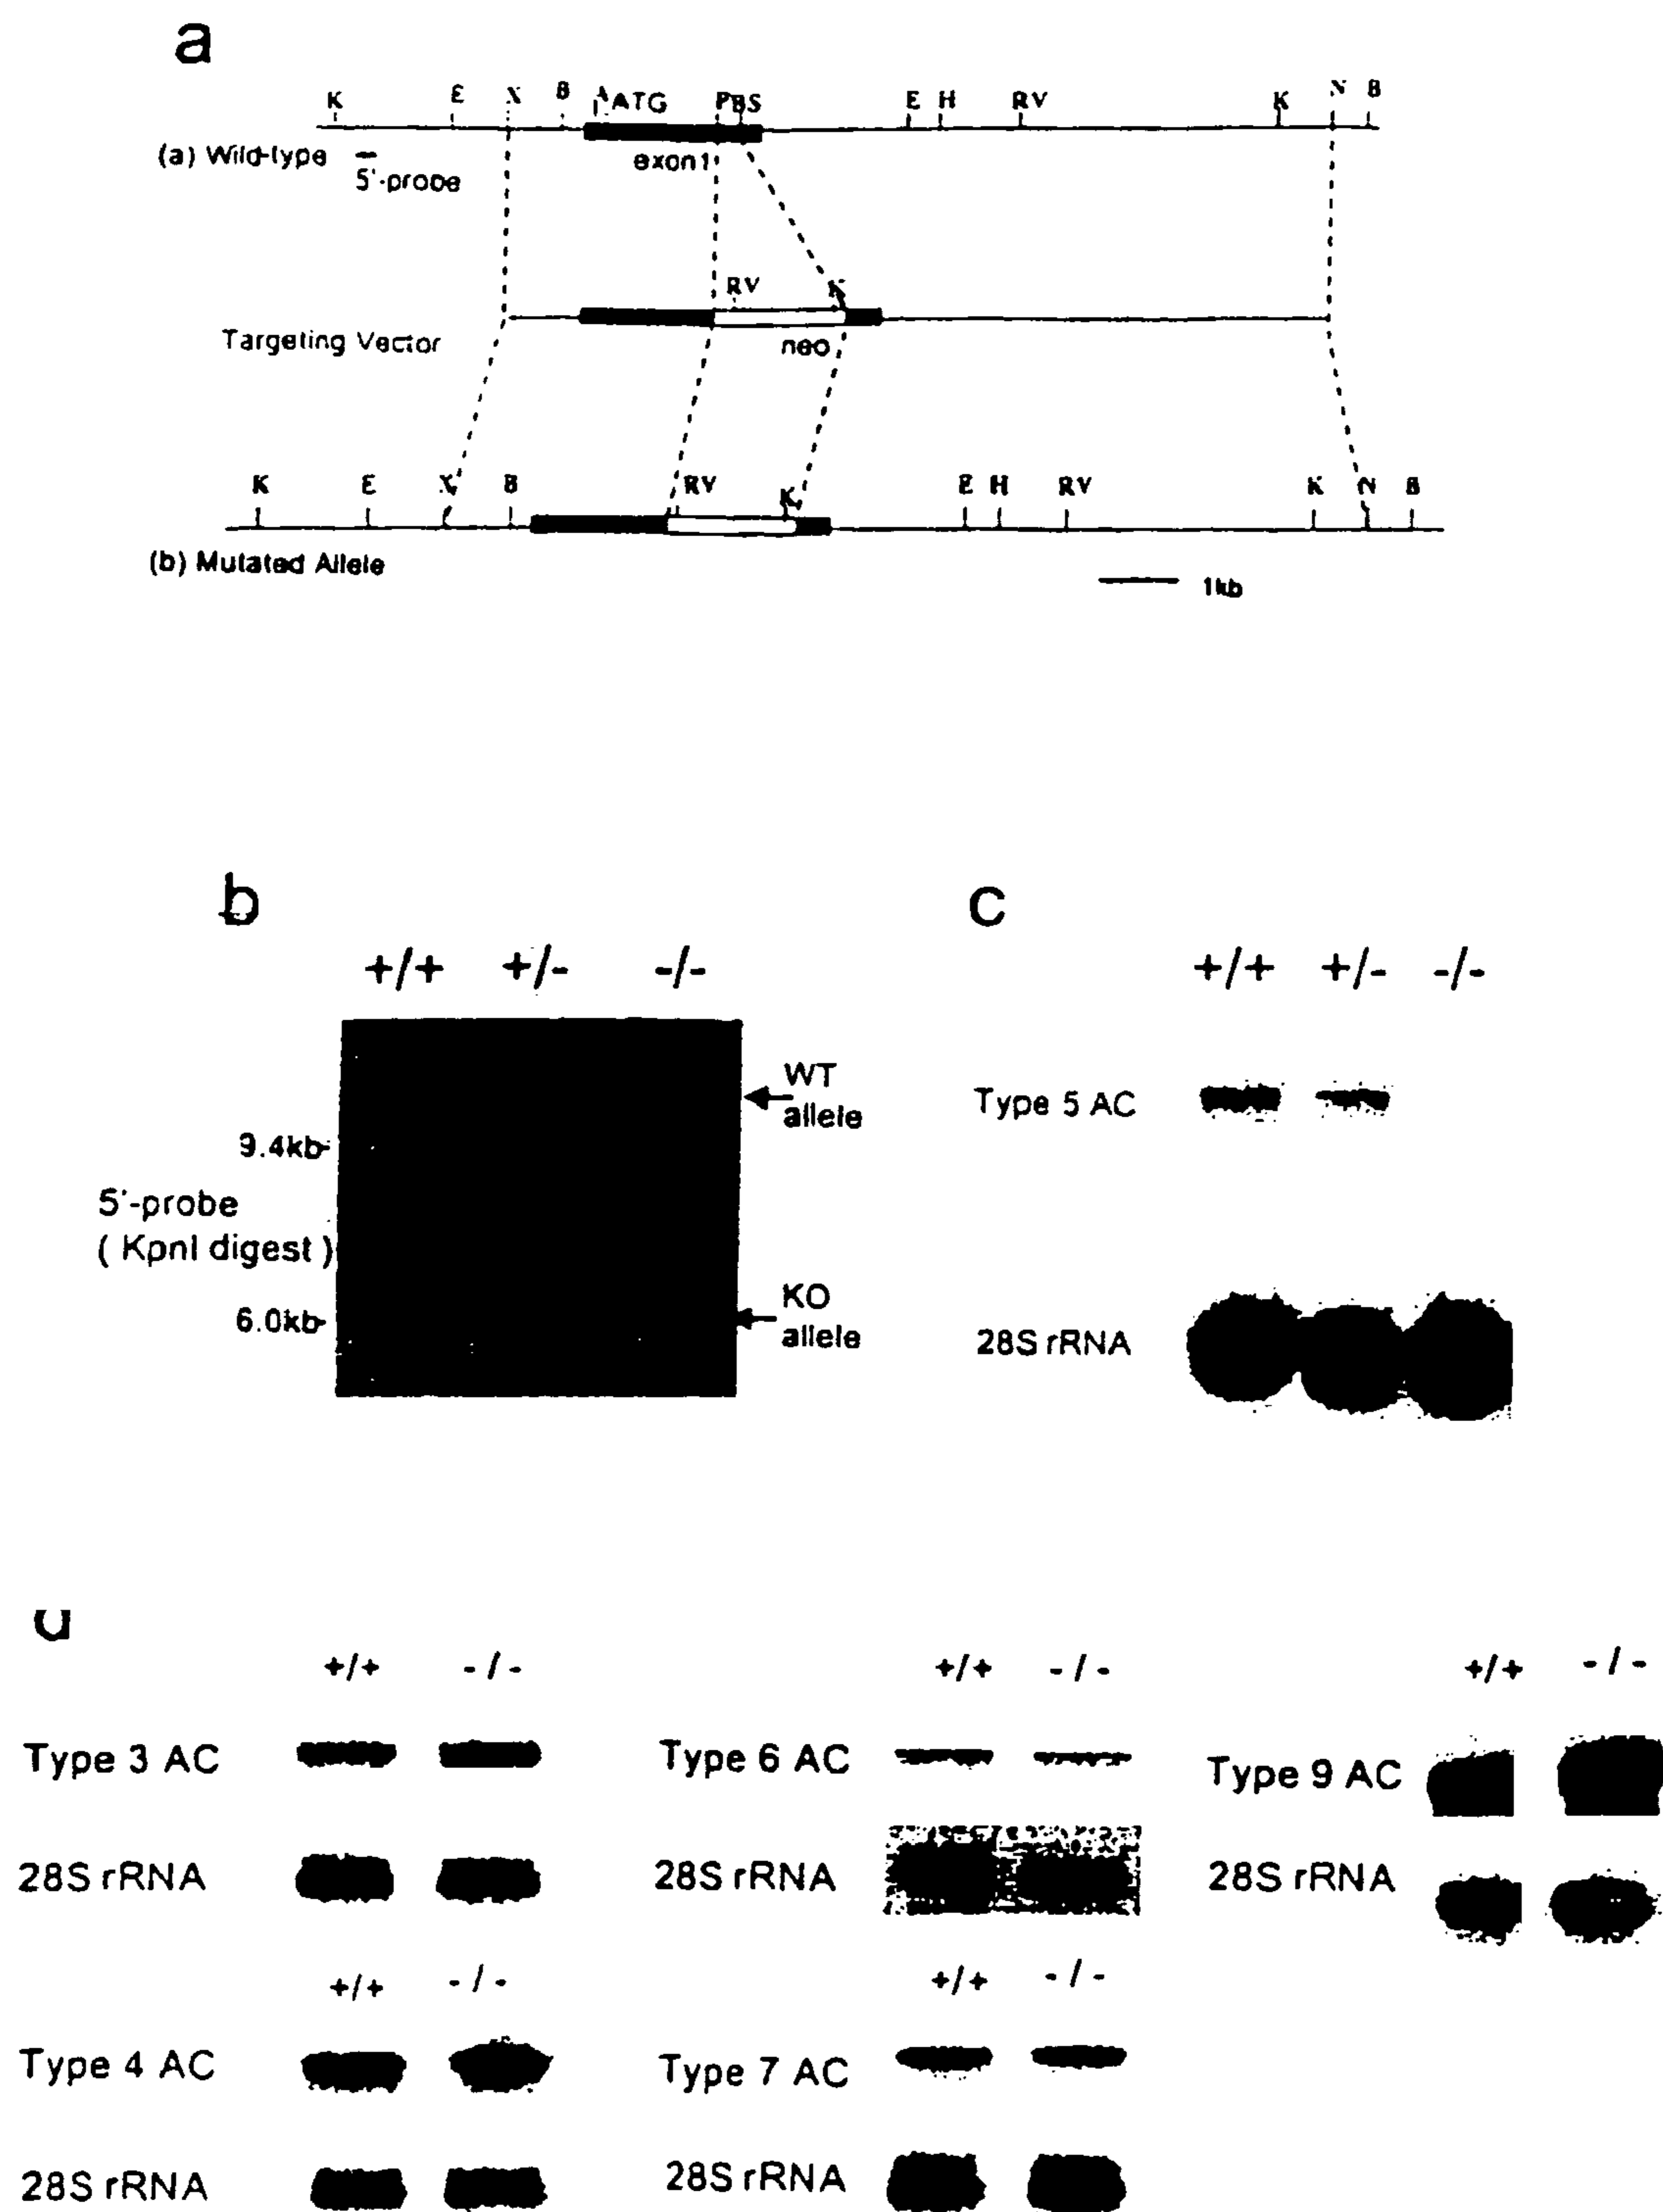 a
K E X B A ATG PBS E H RV K N B
(a) Wild-type
5'-probe
exon1
RV K
Targeting Vector
neo
K E X B RV K E H RV K N B
(b) Mutated Allele
1kb
b
+/+ +/- -/-
WT
allele
9.4kb-
5'-probe
( KpnI digest )
6.0kb-
KO
allele
c
+/+ +/- -/-
Type 5 AC
28S rRNA
d
+/+ -/-
Type 3 AC
28S rRNA
+/+ -/-
Type 4 AC
28S rRNA
+/+ -/-
Type 6 AC
28S rRNA
+/+ -/-
Type 7 AC
28S rRNA
+/+ -/-
Type 9 AC
28S rRNA